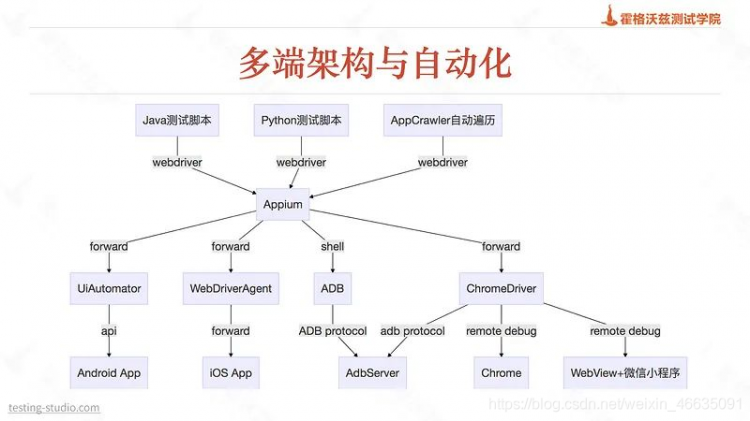 霍格沃兹测试学院
多端架构与自动化
Java测试脚本 Python测试脚本 AppCrawler自动遍历
webdriver webdriver webdriver
Appium
forward forward shell forward
UiAutomator WebDriverAgent ADB ChromeDriver
api forward ADB protocol adb protocol remote debug remote debug
Android App iOS App AdbServer Chrome WebView+微信小程序
testing-studio.com
https://blog.csdn.net/weixin_46635091